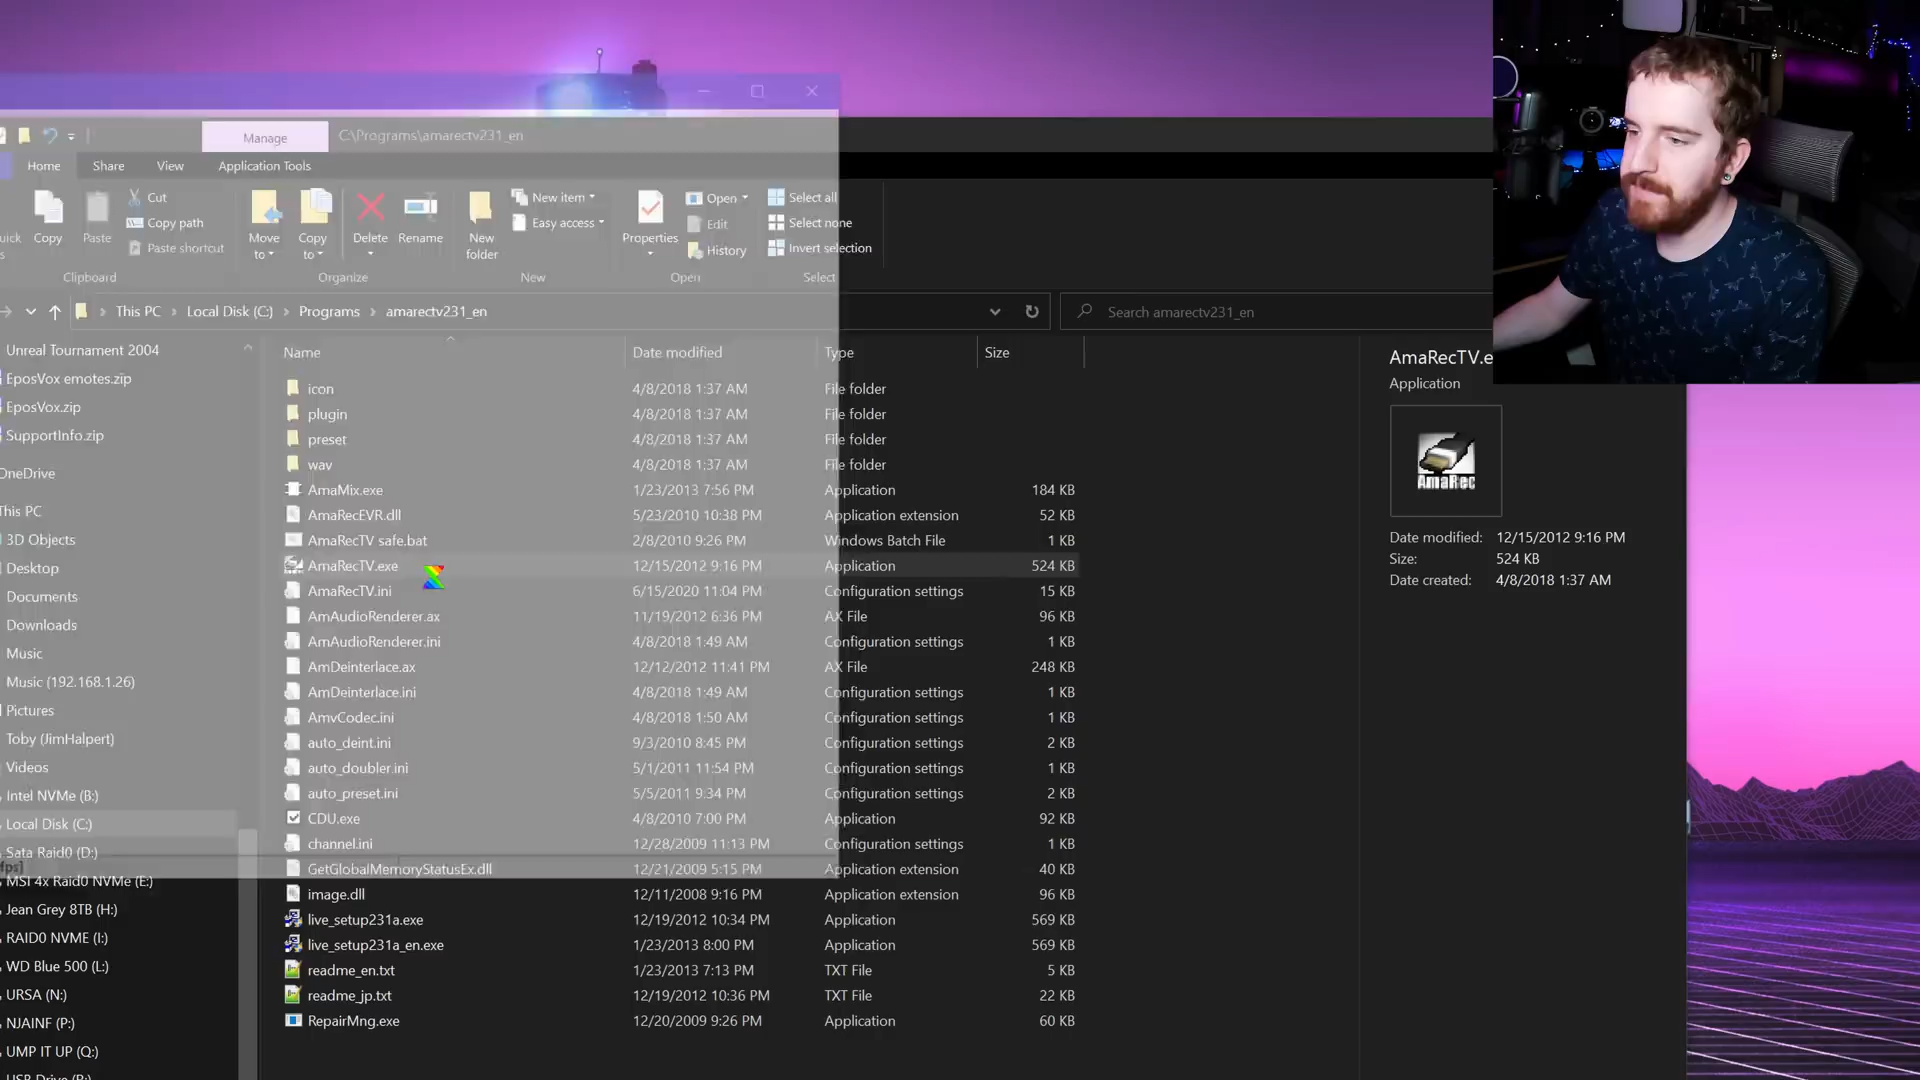 Manage
C:\Programs\amarectv231_en
Home
Share
View
Application Tools
Copy
Paste
Cut
Copy path
Paste shortcut
Move to
Copy to
Delete
Rename
New folder
New item
Easy access
Properties
Open
Edit
History
Select all
Select none
Invert selection
Clipboard
Organize
New
Open
Select
This PC
Local Disk (C:)
Programs
amarectv231_en
Search amarectv231_en
Unreal Tournament 2004
EposVox emotes.zip
EposVox.zip
SupportInfo.zip
OneDrive
This PC
3D Objects
Desktop
Documents
Downloads
Music
Music (192.168.1.26)
Pictures
Toby (JimHalpert)
Videos
Intel NVMe (B:)
Local Disk (C:)
Sata Raid0 (D:)
fps]
MSI 4x Raid0 NVMe (E:)
Jean Grey 8TB (H:)
RAID0 NVME (I:)
WD Blue 500 (L:)
URSA (N:)
NJAINF (P:)
UMP IT UP (Q:)
Name Date modified Type Size
icon 4/8/2018 1:37 AM File folder
plugin 4/8/2018 1:37 AM File folder
preset 4/8/2018 1:37 AM File folder
wav 4/8/2018 1:37 AM File folder
AmaMix.exe 1/23/2013 7:56 PM Application 184 KB
AmaRecEVR.dll 5/23/2010 10:38 PM Application extension 52 KB
AmaRecTV safe.bat 2/8/2010 9:26 PM Windows Batch File 1 KB
AmaRecTV.exe 12/15/2012 9:16 PM Application 524 KB
AmaRecTV.ini 6/15/2020 11:04 PM Configuration settings 15 KB
AmAudioRenderer.ax 11/19/2012 6:36 PM AX File 96 KB
AmAudioRenderer.ini 4/8/2018 1:49 AM Configuration settings 1 KB
AmDeinterlace.ax 12/12/2012 11:41 PM AX File 248 KB
AmDeinterlace.ini 4/8/2018 1:49 AM Configuration settings 1 KB
AmvCodec.ini 4/8/2018 1:50 AM Configuration settings 1 KB
auto_deint.ini 9/3/2010 8:45 PM Configuration settings 2 KB
auto_doubler.ini 5/1/2011 11:54 PM Configuration settings 1 KB
auto_preset.ini 5/5/2011 9:34 PM Configuration settings 2 KB
CDU.exe 4/8/2010 7:00 PM Application 92 KB
channel.ini 12/28/2009 11:13 PM Configuration settings 1 KB
GetGlobalMemoryStatusEx.dll 12/21/2009 5:15 PM Application extension 40 KB
image.dll 12/11/2008 9:16 PM Application extension 96 KB
live_setup231a.exe 12/19/2012 10:34 PM Application 569 KB
live_setup231a_en.exe 1/23/2013 8:00 PM Application 569 KB
readme_en.txt 1/23/2013 7:13 PM TXT File 5 KB
readme_jp.txt 12/19/2012 10:36 PM TXT File 22 KB
RepairMng.exe 12/20/2009 9:26 PM Application 60 KB
AmaRecTV.e
Application
AmaRec
Date modified: 12/15/2012 9:16 PM
Size: 524 KB
Date created: 4/8/2018 1:37 AM